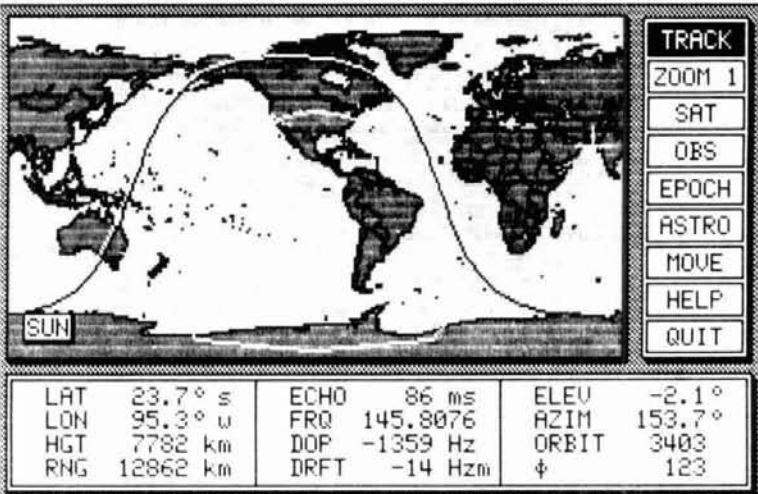 TRACK
ZOOM 1
SAT
OBS
EPOCH
ASTRO
MOVE
HELP
QUIT
SUN
LAT 23.7° s
LON 95.3° w
HGT 7782 km
RNG 12862 km
ECHO 86 ms
FRQ 145.8076
DOP -1359 Hz
DRFT -14 Hzm
ELEV -2.1°
AZIM 153.7°
ORBIT 3403
ϕ 123